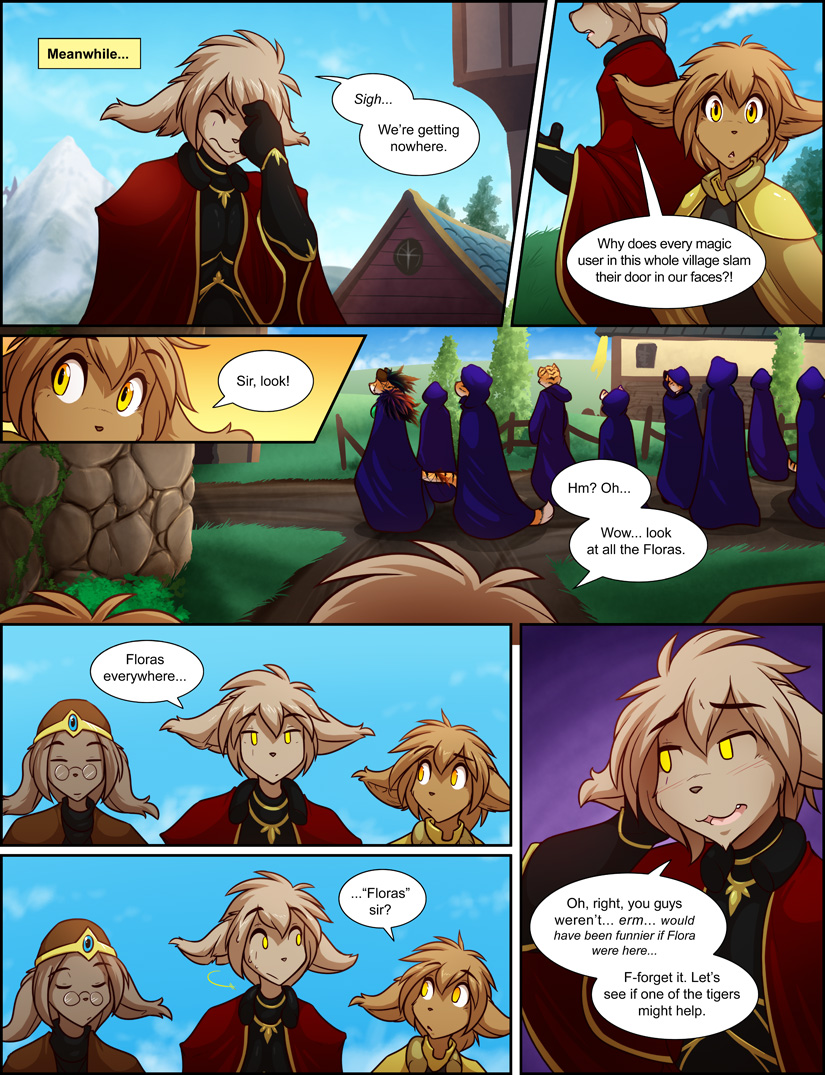 Meanwhile...
Sigh...
We're getting
nowhere.
Why does every magic
user in this whole village slam
their door in our faces?!
Sir, look!
Hm? Oh...
Wow... look
at all the Floras.
Floras
everywhere...
..."Floras"
sir?
Oh, right, you guys
weren't... erm... would
have been funnier if Flora
were here...
F-forget it. Let's
see if one of the tigers
might help.